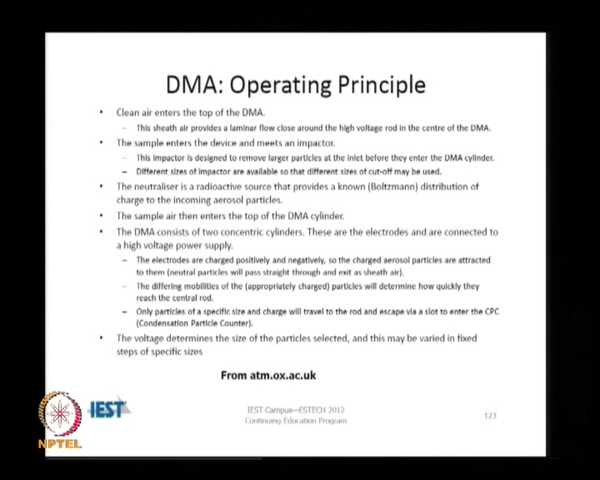 DMA: Operating Principle
• Clean air enters the top of the DMA.
– This sheath air provides a laminar flow close around the high voltage rod in the centre of the DMA.
• The sample enters the device and meets an impactor.
– This impactor is designed to remove larger particles at the inlet before they enter the DMA cylinder.
– Different sizes of impactor are available so that different sizes of cut-off may be used.
• The neutraliser is a radioactive source that provides a known (Boltzmann) distribution of
charge to the incoming aerosol particles.
• The sample air then enters the top of the DMA cylinder.
• The DMA consists of two concentric cylinders. These are the electrodes and are connected to
a high voltage power supply.
– The electrodes are charged positively and negatively, so the charged aerosol particles are attracted
to them (neutral particles will pass straight through and exit as sheath air).
– The differing mobilities of the (appropriately charged) particles will determine how quickly they
reach the central rod.
– Only particles of a specific size and charge will travel to the rod and escape via a slot to enter the CPC
(Condensation Particle Counter).
• The voltage determines the size of the particles selected, and this may be varied in fixed
steps of specific sizes
From atm.ox.ac.uk
NPTEL
IEST
IEST Campus—ESTECH 2012
Continuing Education Program
123